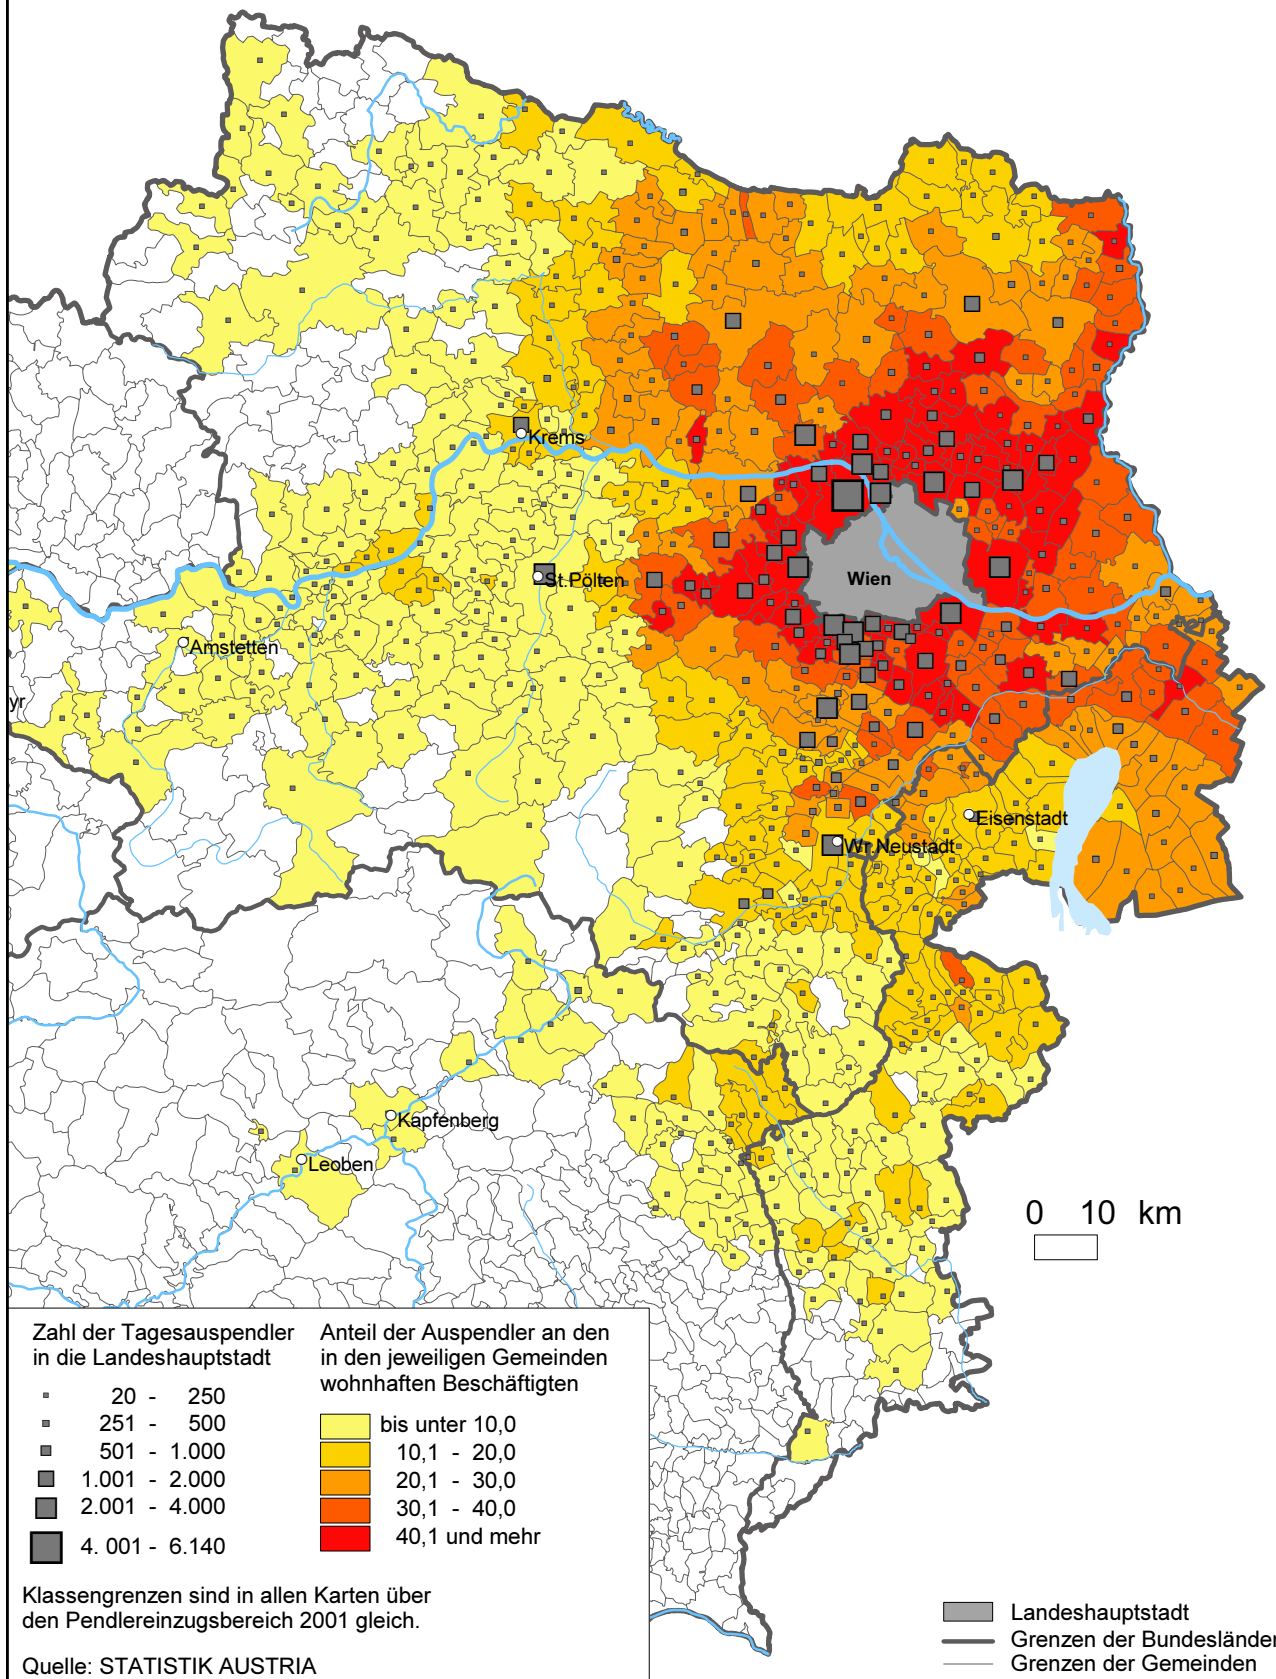 Krems
Wien
St.Pölten
Amstetten
yr
Eisenstadt
Wr.Neustadt
Kapfenberg
Leoben
0 10 km
Zahl der Tagesauspendler
in die Landeshauptstadt
20 - 250
251 - 500
501 - 1.000
1.001 - 2.000
2.001 - 4.000
4. 001 - 6.140
Anteil der Auspendler an den
in den jeweiligen Gemeinden
wohnhaften Beschäftigten
bis unter 10,0
10,1 - 20,0
20,1 - 30,0
30,1 - 40,0
40,1 und mehr
Klassengrenzen sind in allen Karten über
den Pendlereinzugsbereich 2001 gleich.
Quelle: STATISTIK AUSTRIA
Landeshauptstadt
Grenzen der Bundesländer
Grenzen der Gemeinden